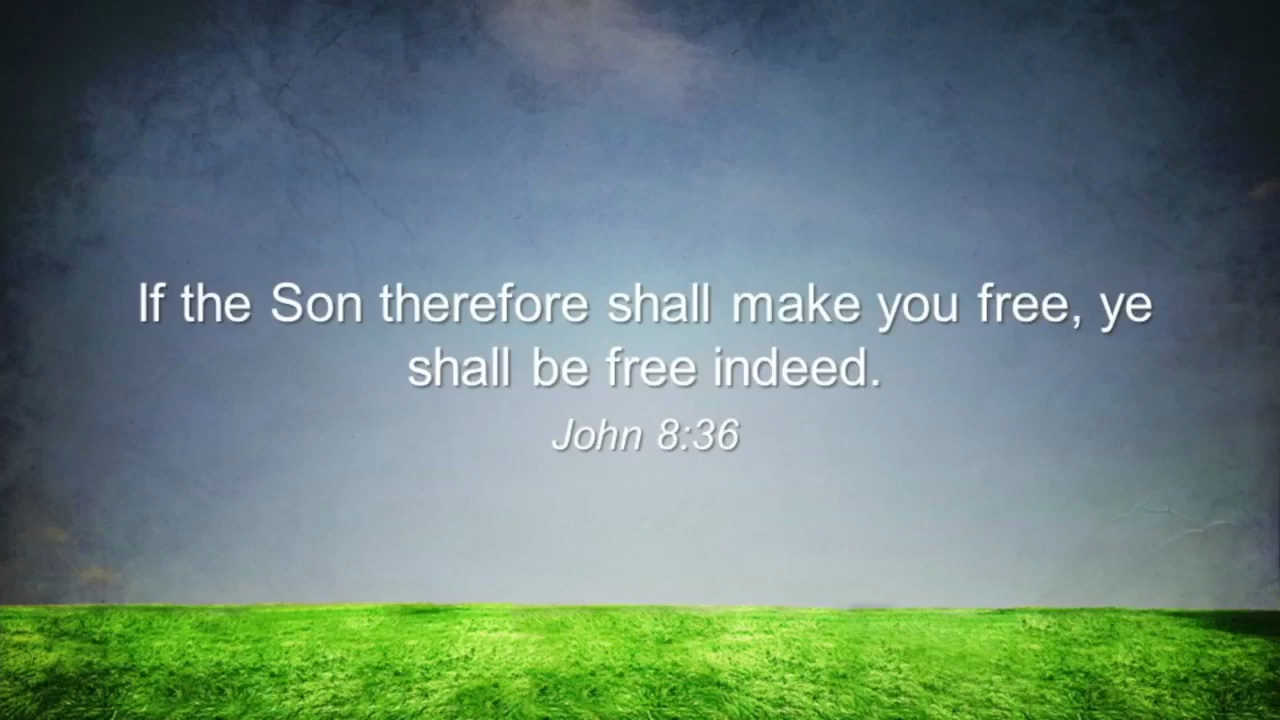 If the Son therefore shall make you free, ye
shall be free indeed.
John 8:36